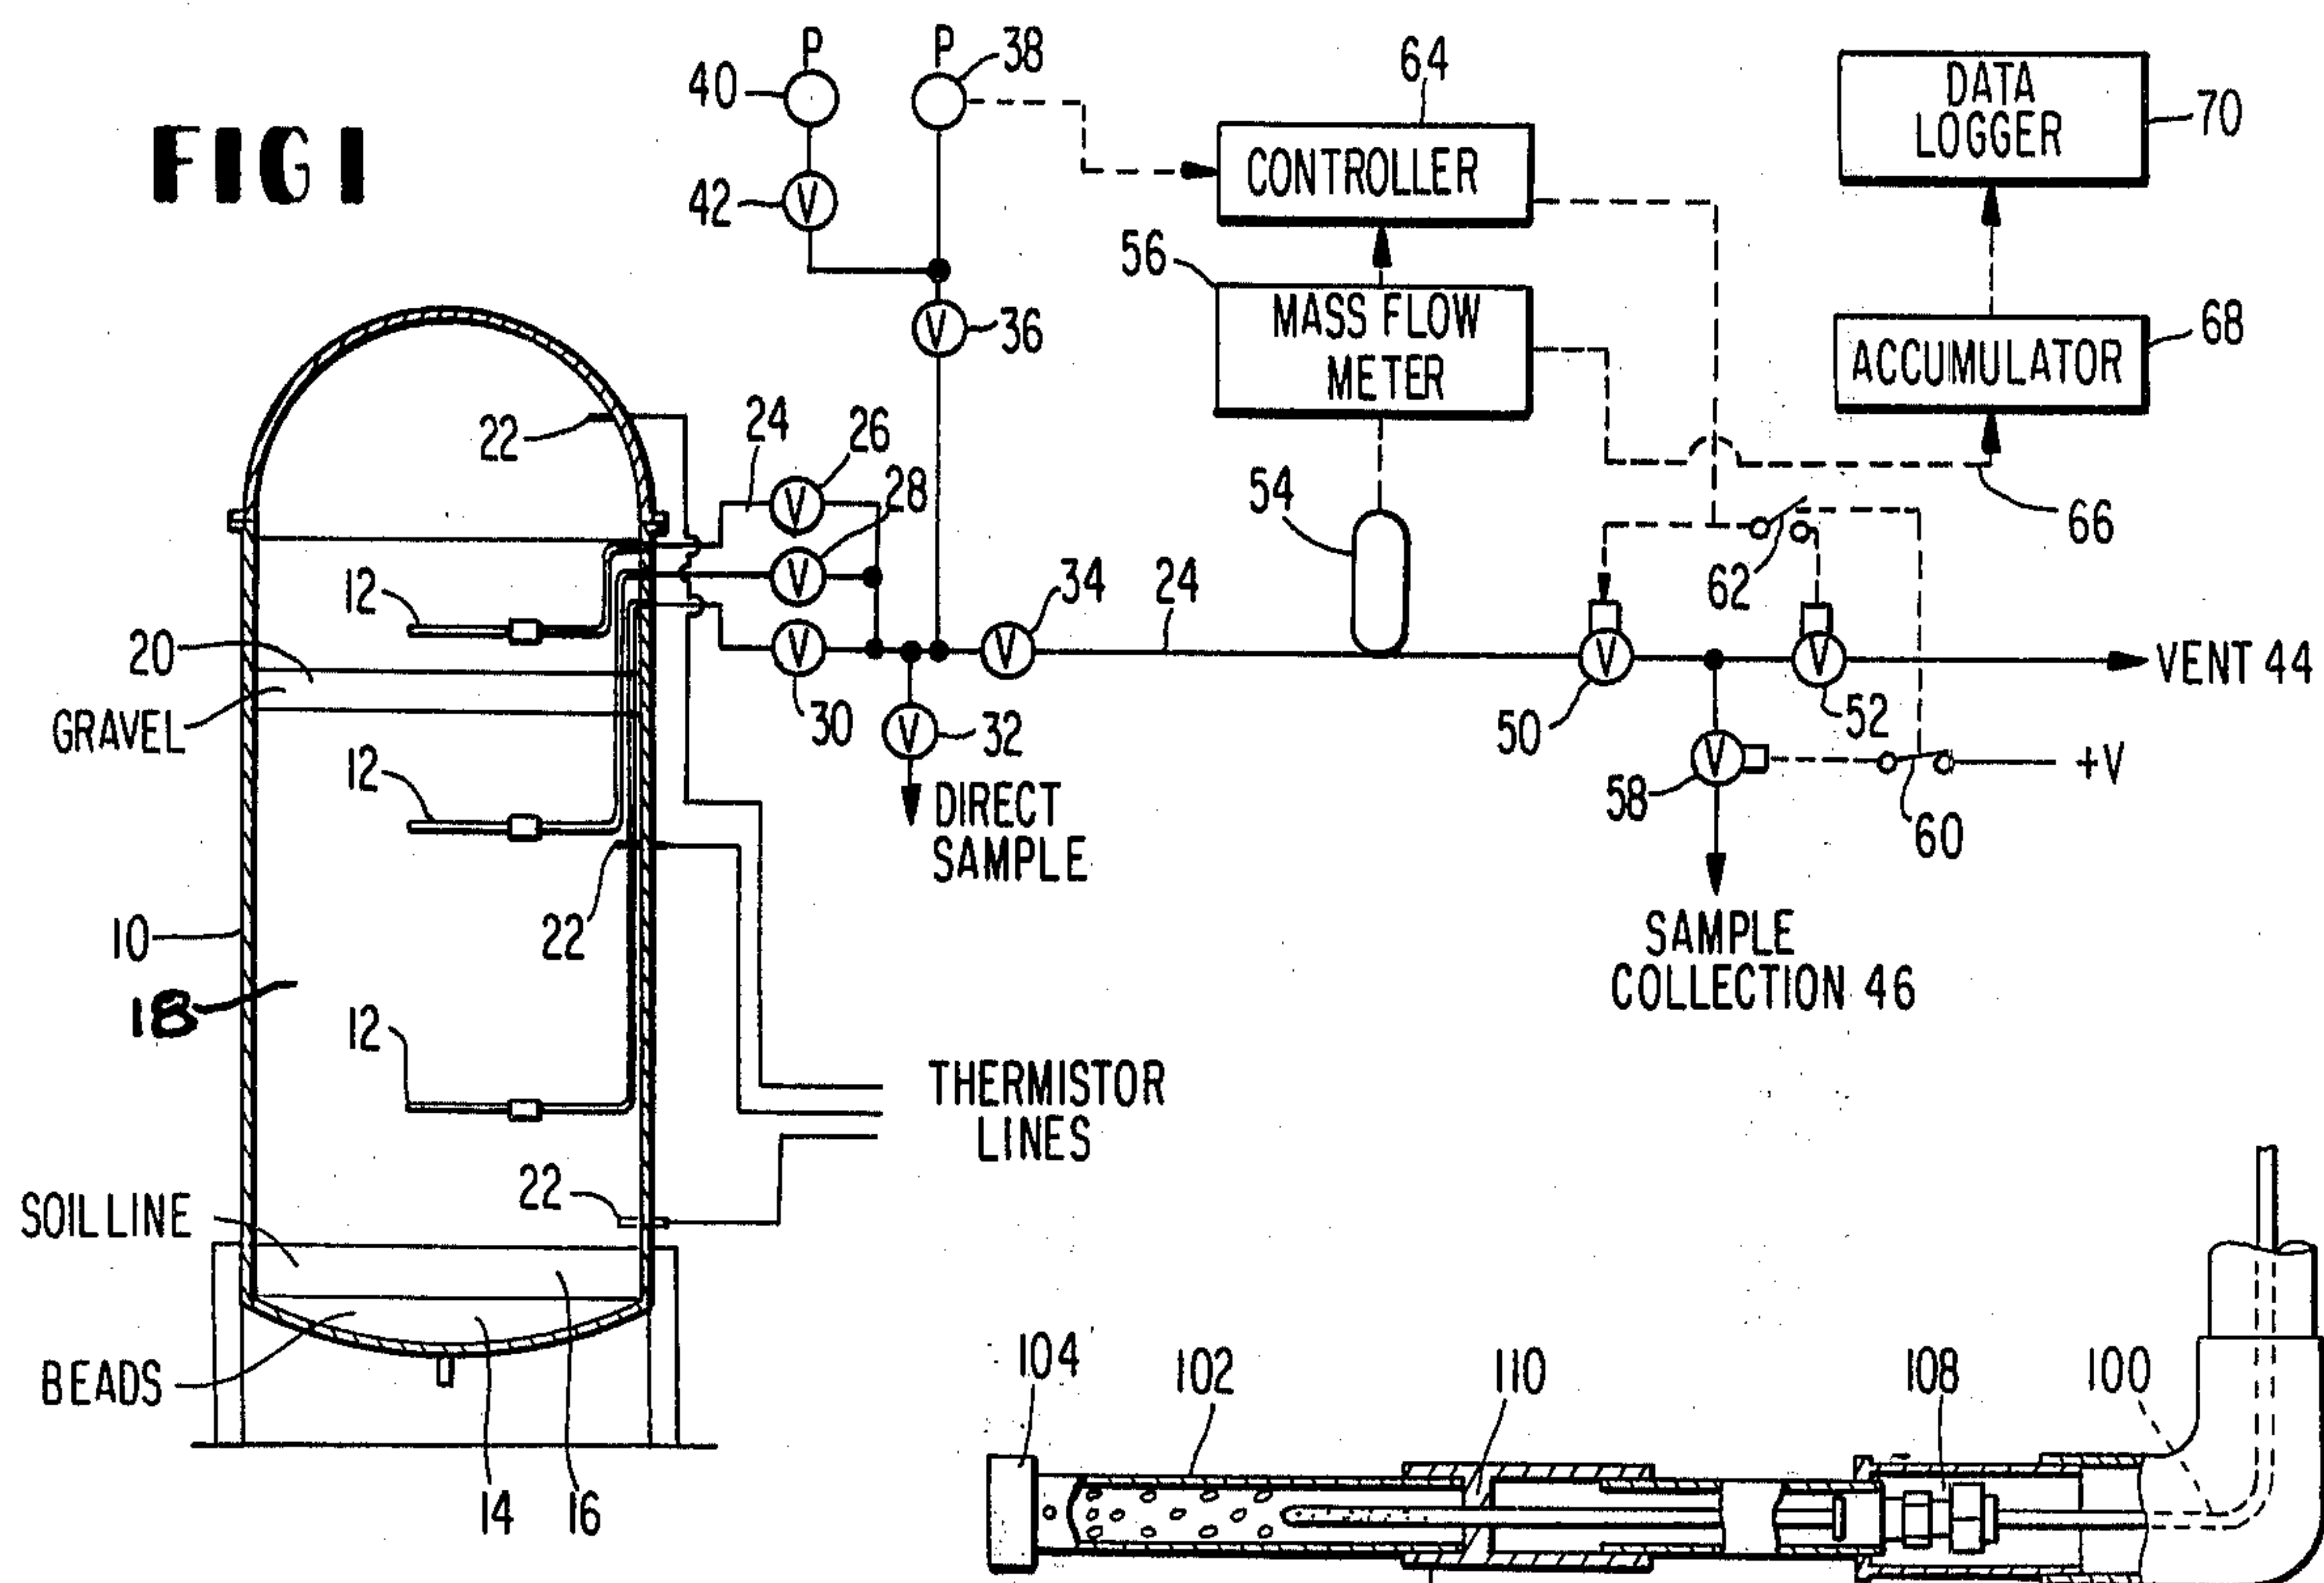 FIG 1
P
P
38
40
42
V
36
V
64
CONTROLLER
56
MASS FLOW
METER
DATA
LOGGER
70
68
ACCUMULATOR
66
22
24
26
V
28
V
30
V
32
V
DIRECT
SAMPLE
34
V
24
54
50
V
62
52
V
VENT 44
58
V
60
+V
SAMPLE
COLLECTION 46
12
20
GRAVEL
12
22
10
18
12
THERMISTOR
LINES
22
SOIL LINE
BEADS
14
16
104
102
110
108
100